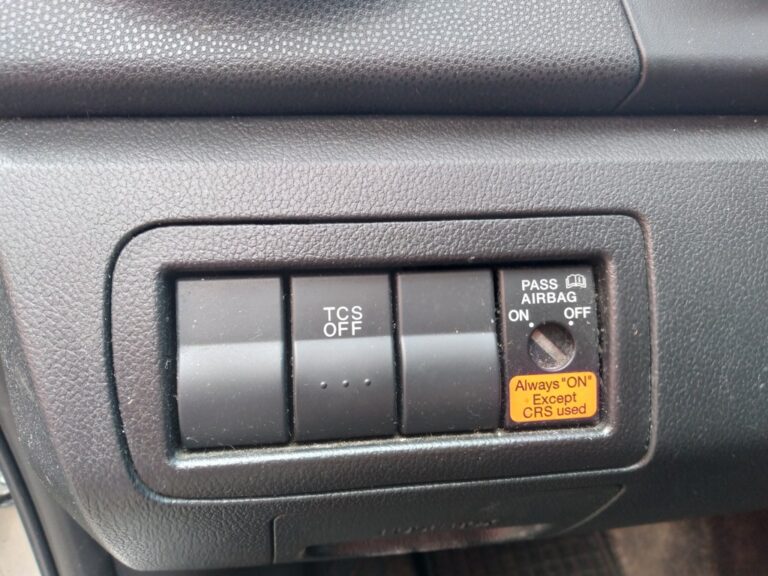 TCS
OFF
PASS
AIRBAG
ON OFF
Always "ON"
Except
CRS used